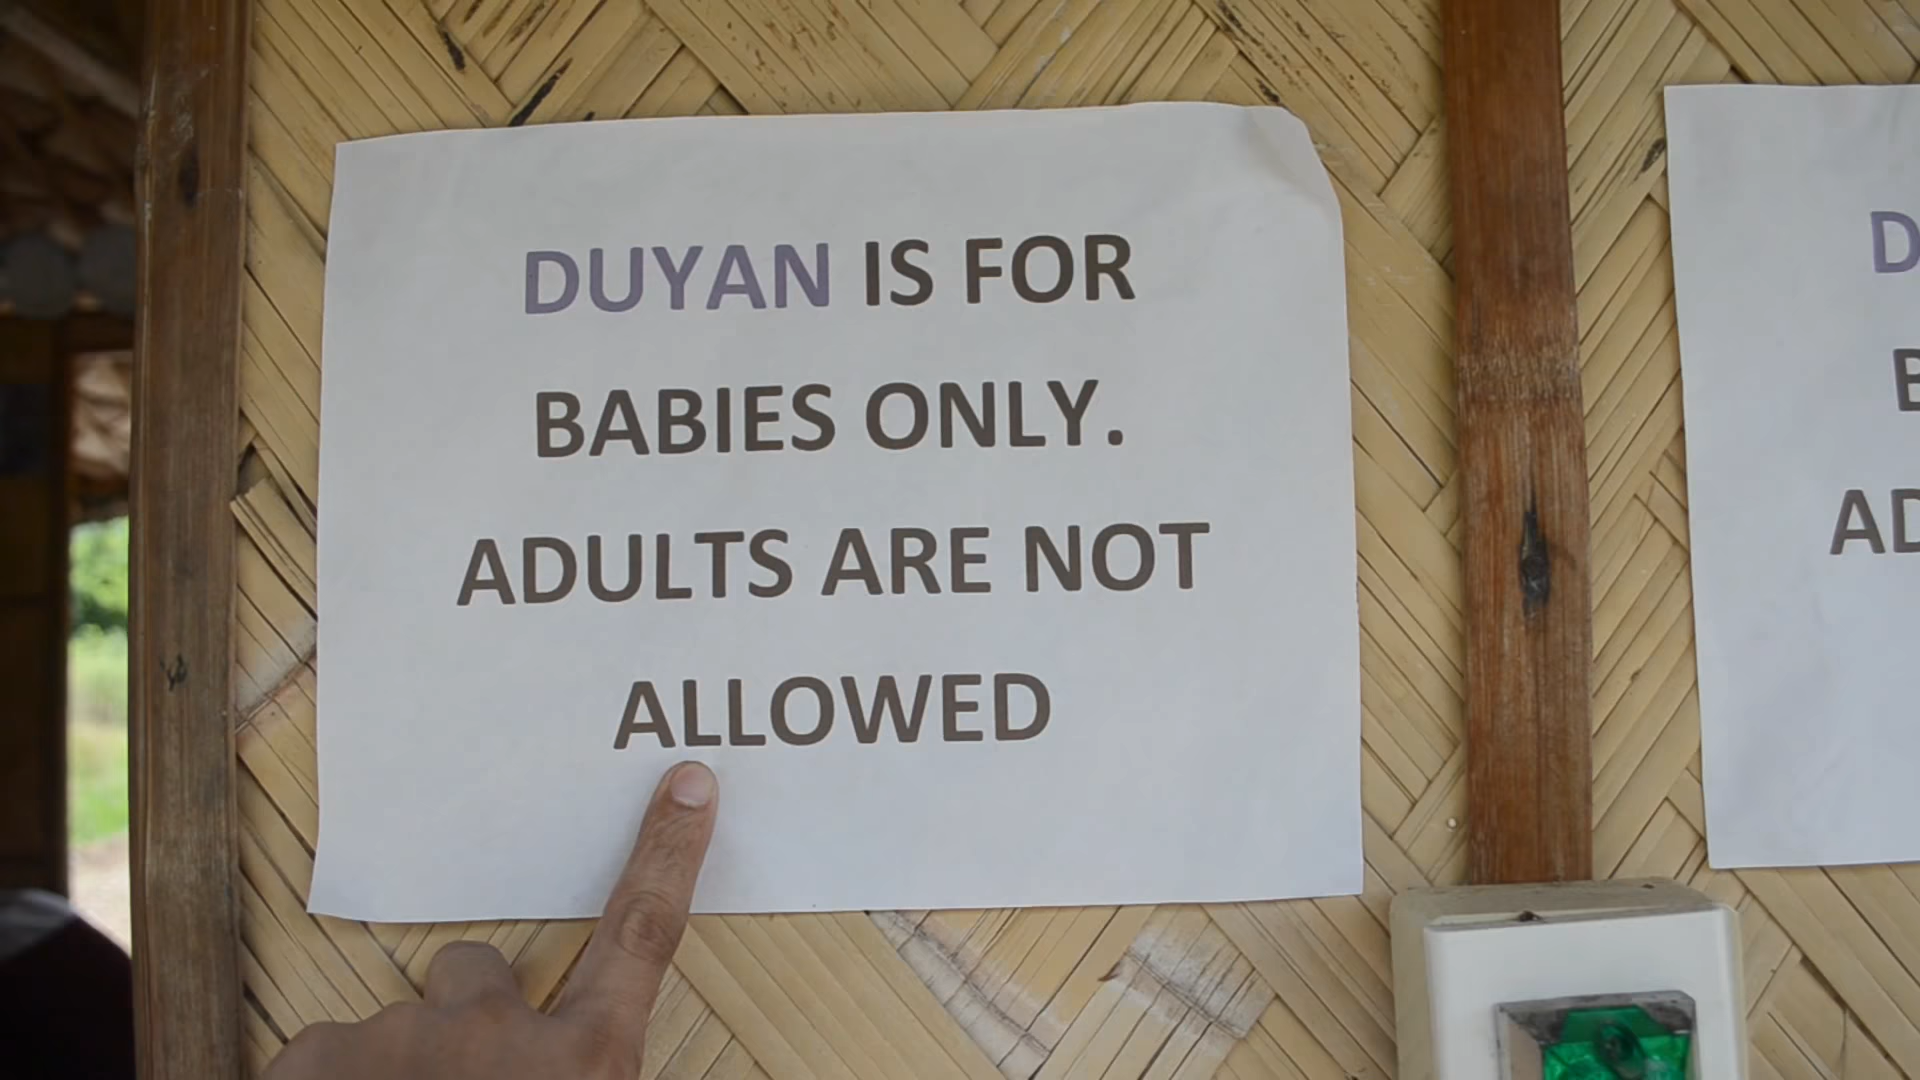 DUYAN IS FOR
BABIES ONLY.
ADULTS ARE NOT
ALLOWED